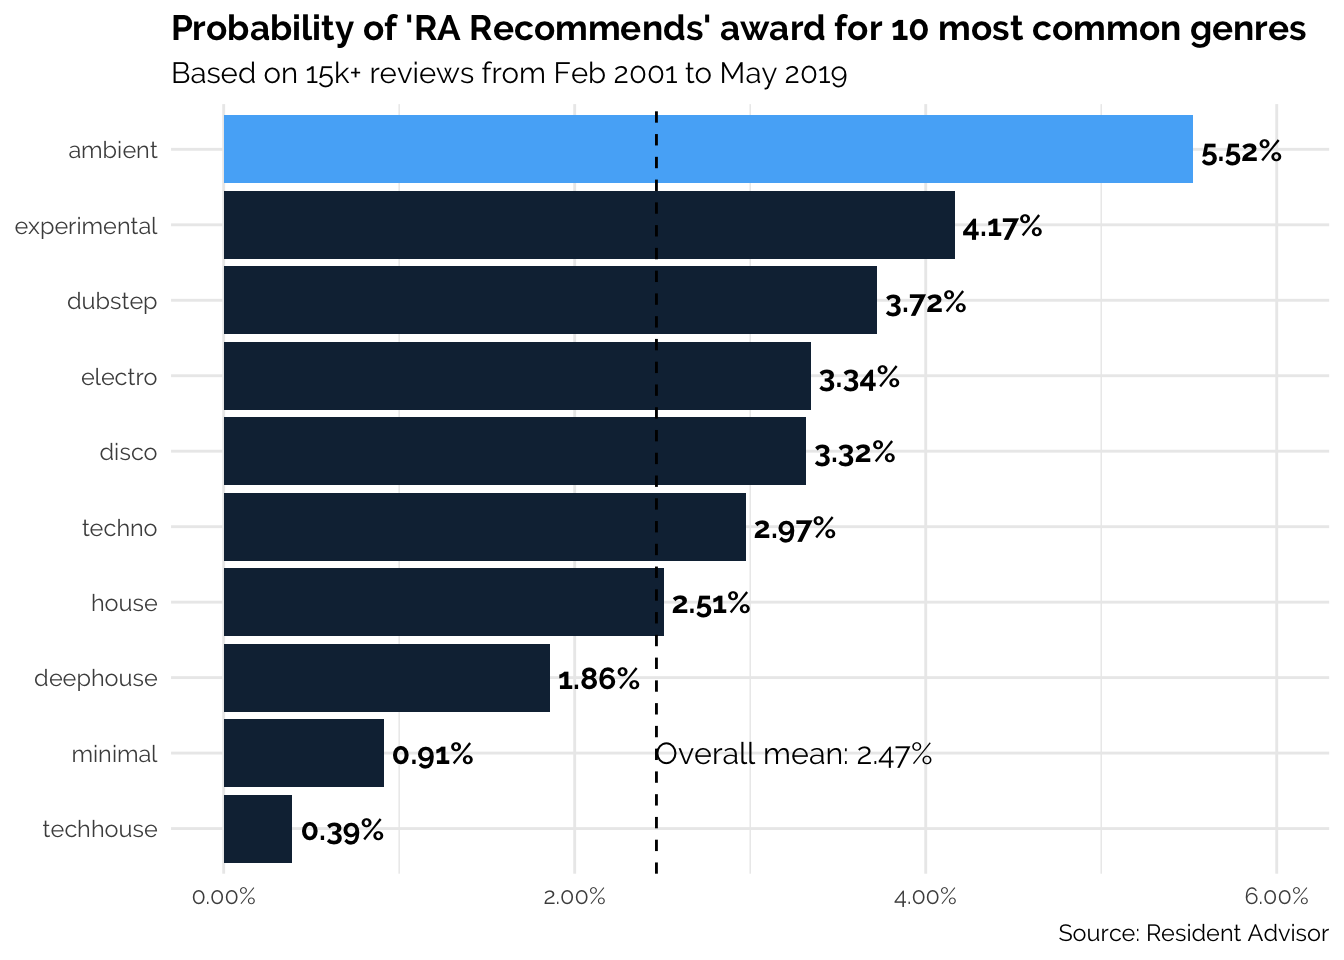 Probability of 'RA Recommends' award for 10 most common genres
Based on 15k+ reviews from Feb 2001 to May 2019
ambient 5.52%
experimental 4.17%
dubstep 3.72%
electro 3.34%
disco 3.32%
techno 2.97%
house 2.51%
deephouse 1.86%
minimal 0.91% Overall mean: 2.47%
techhouse 0.39%
0.00% 2.00% 4.00% 6.00%
Source: Resident Advisor